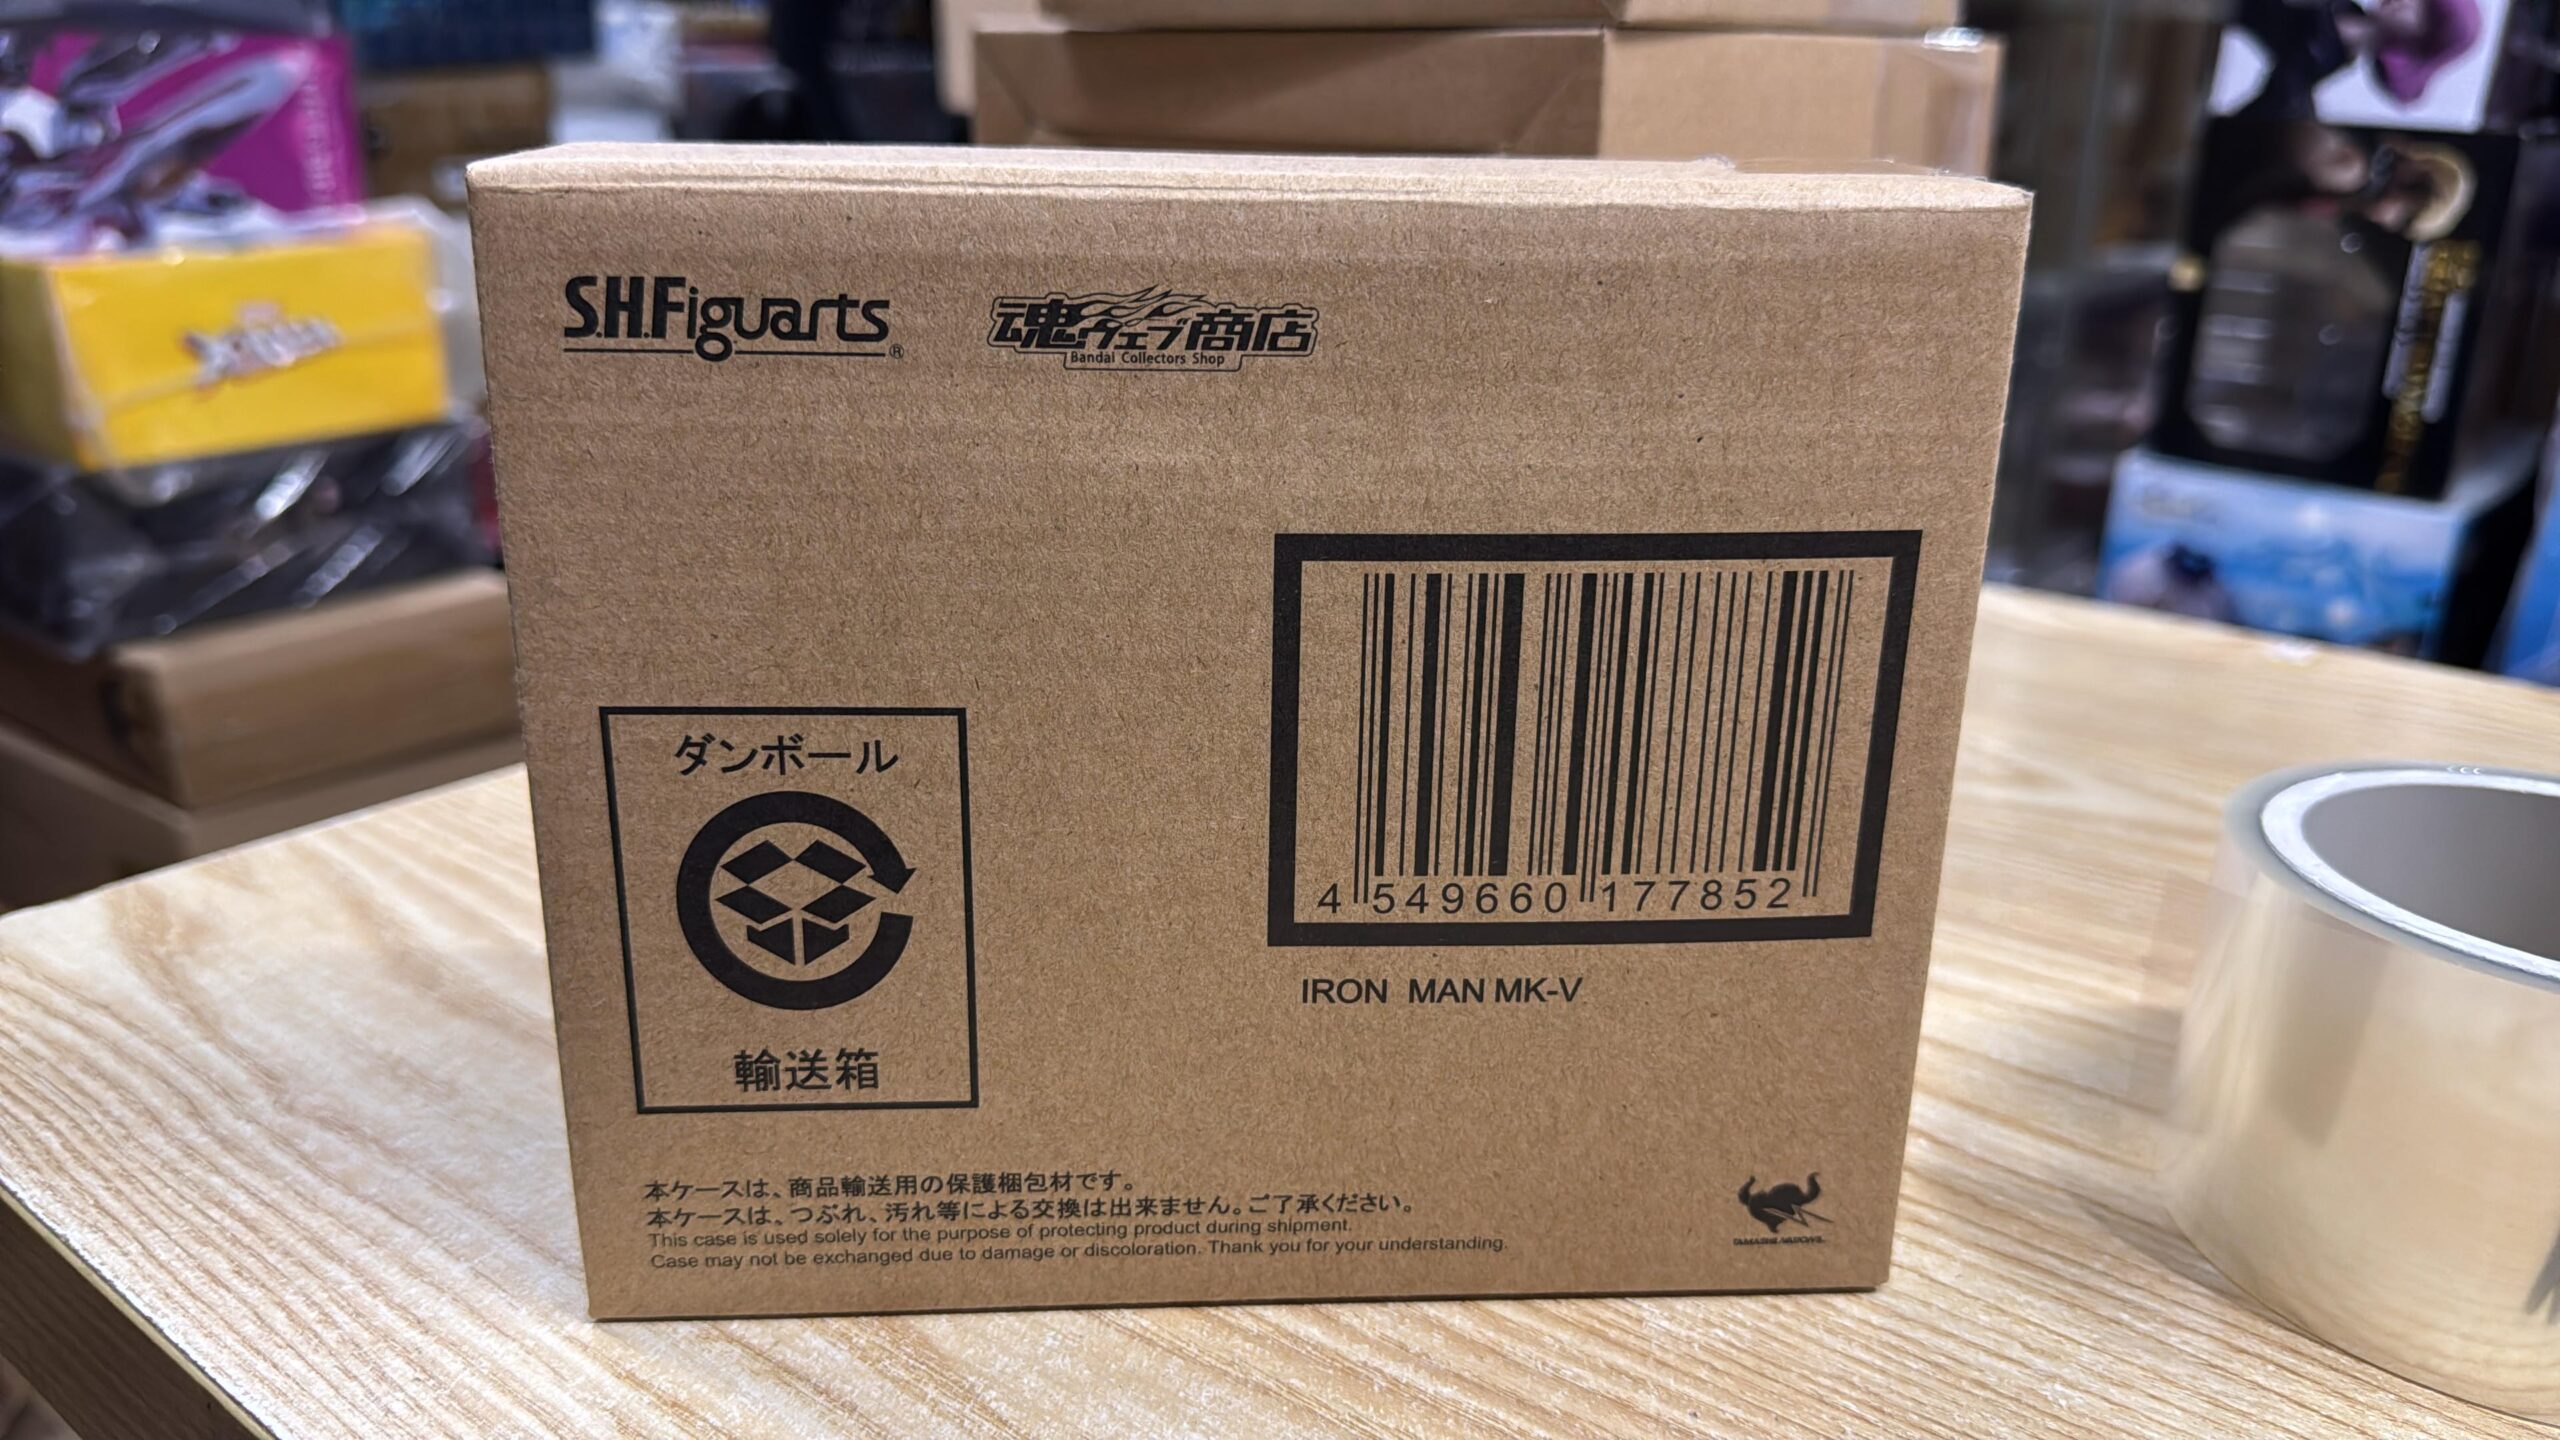 S.H.Figuarts®
魂ウェブ商店
Bandai Collectors Shop
4 549660 177852
IRON MAN MK-V
ダンボール
輸送箱
本ケースは、商品輸送用の保護梱包材です。
本ケースは、つぶれ、汚れ等による交換は出来ません。ご了承ください。
This case is used solely for the purpose of protecting product during shipment.
Case may not be exchanged due to damage or discoloration. Thank you for your understanding.
TAMASHII NATIONS